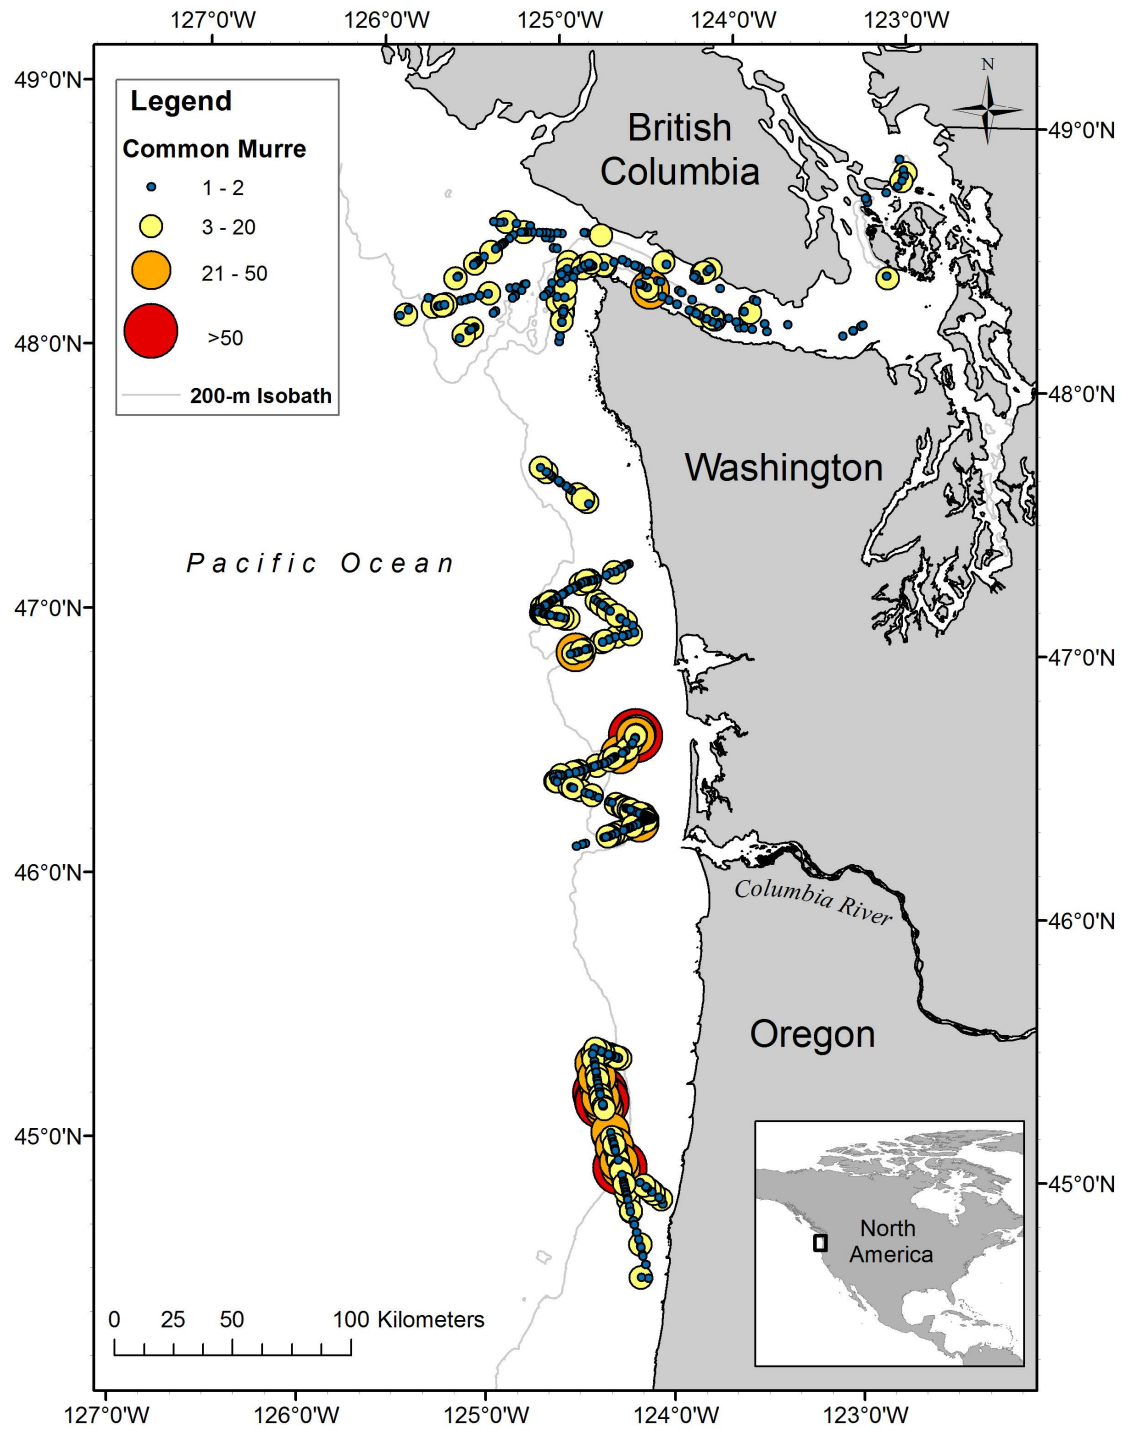 127°0'W 126°0'W 125°0'W 124°0'W 123°0'W
49°0'N
Legend
Common Murre
1 - 2
3 - 20
21 - 50
>50
200-m Isobath
British
Columbia
N
49°0'N
48°0'N
48°0'N
Washington
Pacific Ocean
47°0'N
47°0'N
46°0'N
Columbia River
46°0'N
Oregon
45°0'N
45°0'N
North
America
0 25 50 100 Kilometers
127°0'W 126°0'W 125°0'W 124°0'W 123°0'W